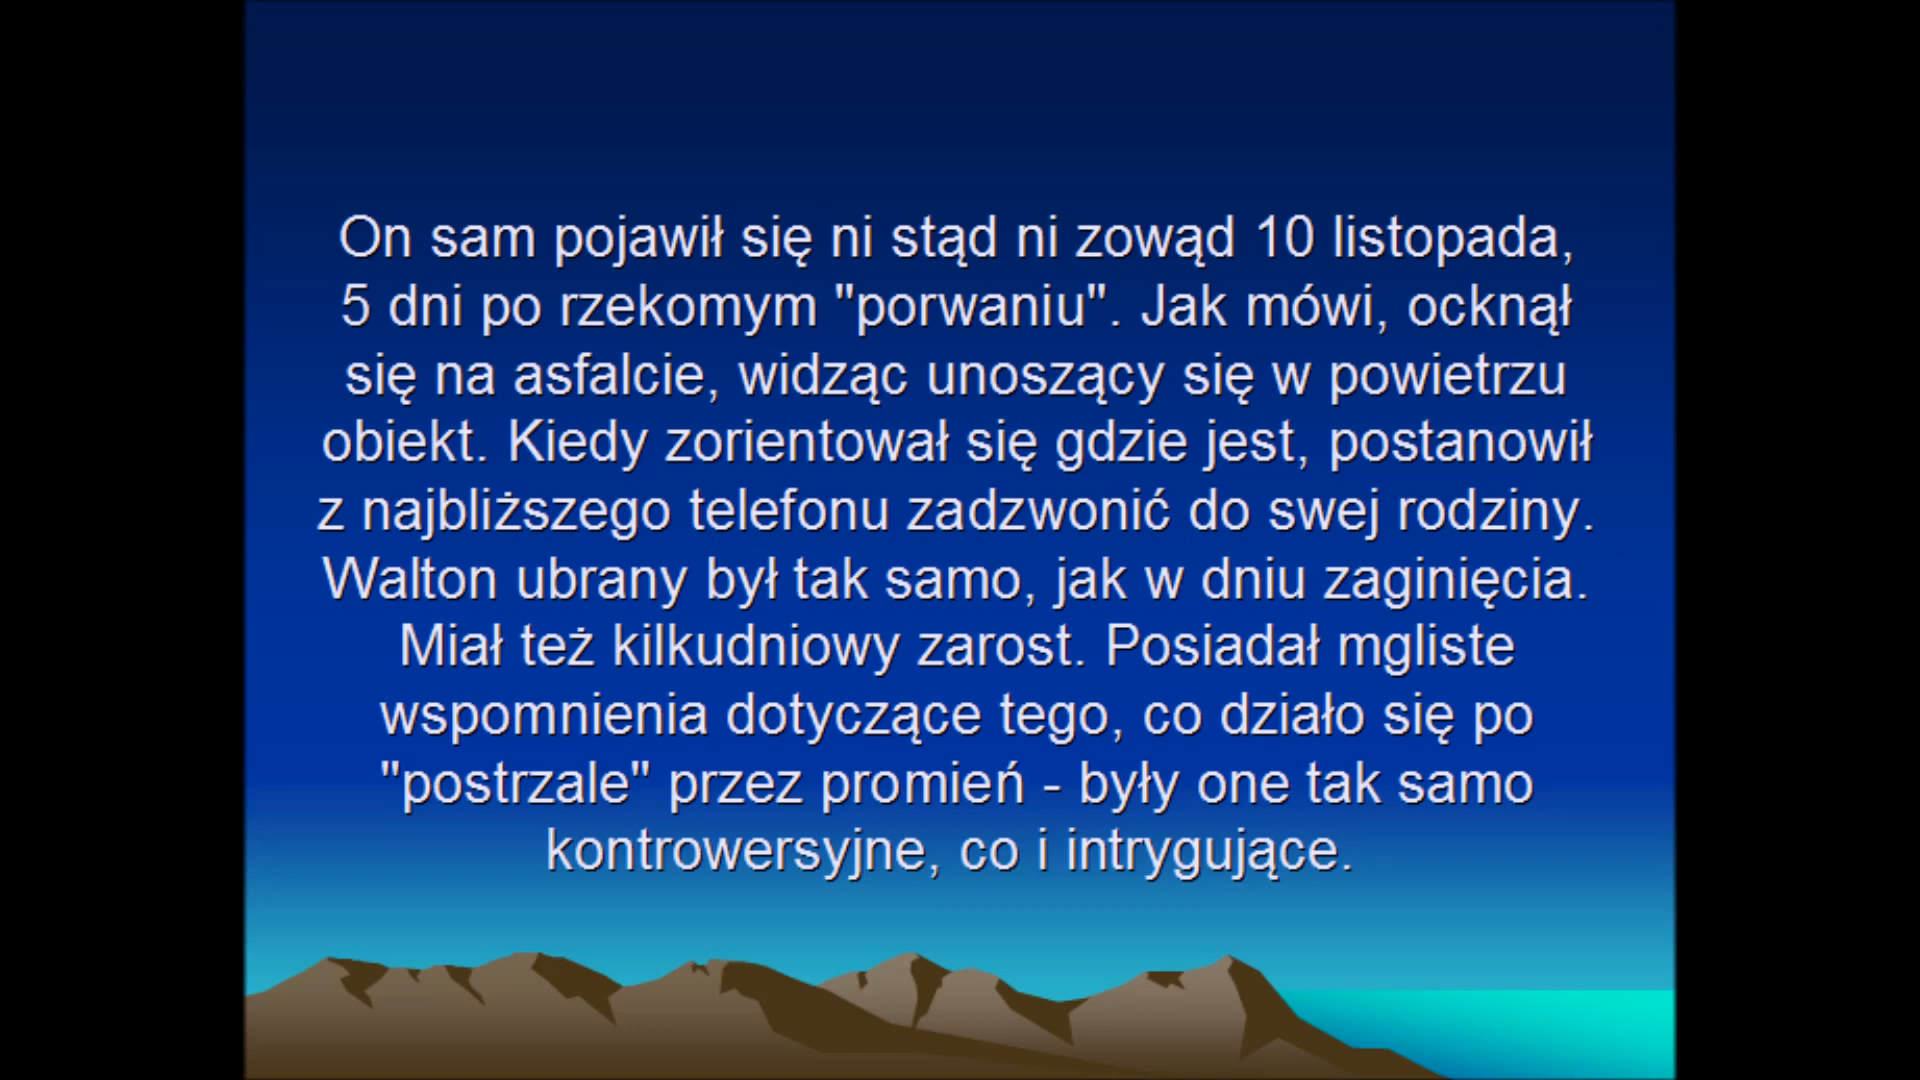 On sam pojawił się ni stąd ni zowąd 10 listopada,
5 dni po rzekomym "porwaniu". Jak mówi, ocknął
się na asfalcie, widząc unoszący się w powietrzu
obiekt. Kiedy zorientował się gdzie jest, postanowił
z najbliższego telefonu zadzwonić do swej rodziny.
Walton ubrany był tak samo, jak w dniu zaginięcia.
Miał też kilkudniowy zarost. Posiadał mgliste
wspomnienia dotyczące tego, co działo się po
"postrzale" przez promień - były one tak samo
kontrowersyjne, co i intrygujące.